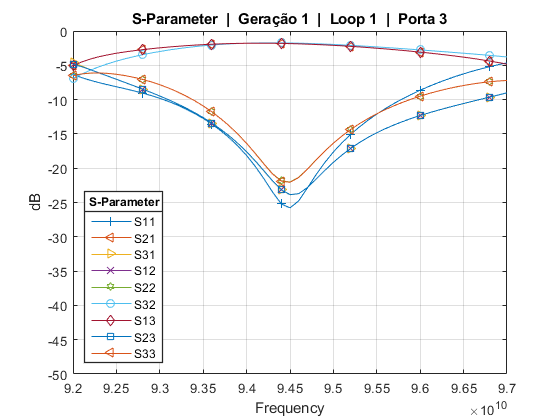 S-Parameter | Geração 1 | Loop 1 | Porta 3
0
-5
-10
-15
-20
-25
-30
-35
-40
-45
-50
dB
S-Parameter
S11
S21
S31
S12
S22
S32
S13
S23
S33
9.2 9.25 9.3 9.35 9.4 9.45 9.5 9.55 9.6 9.65 9.7
Frequency
×10^10